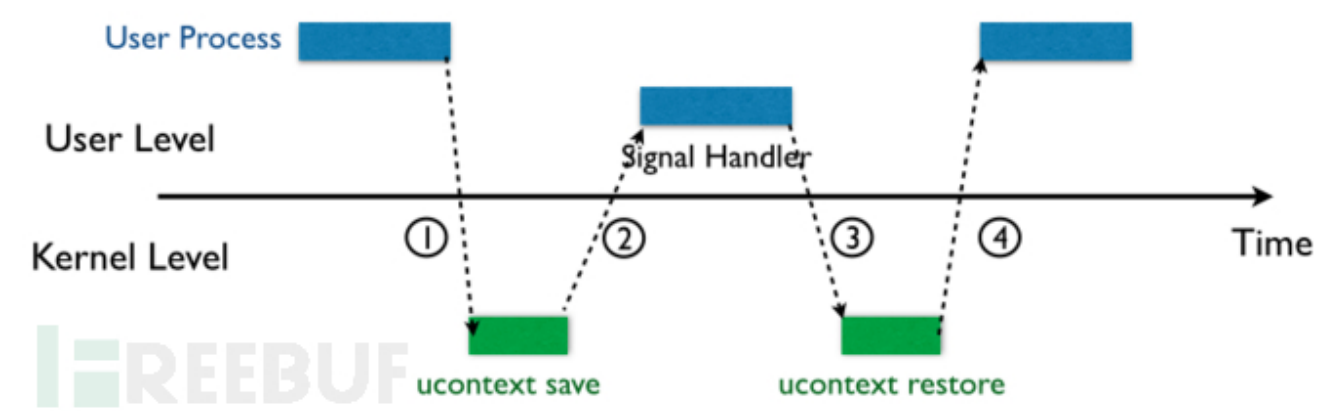 User Process
User Level
Signal Handler
① ② ③ ④
Kernel Level
Time
FREEBUF
ucontext save
ucontext restore